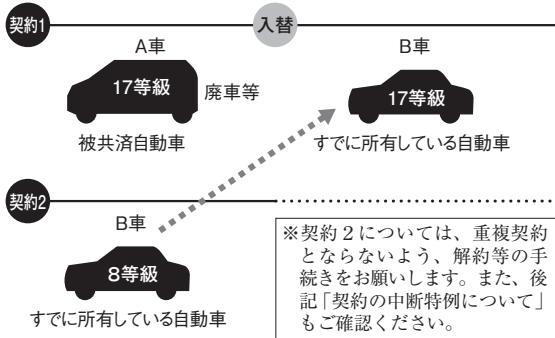 契約1
入替
A車
B車
17等級
廃車等
17等級
被共済自動車
すでに所有している自動車
契約2
B車
8等級
すでに所有している自動車
※契約2については、重複契約
とならないよう、解約等の手
続きをお願いします。また、後
記「契約の中断特例について」
もご確認ください。